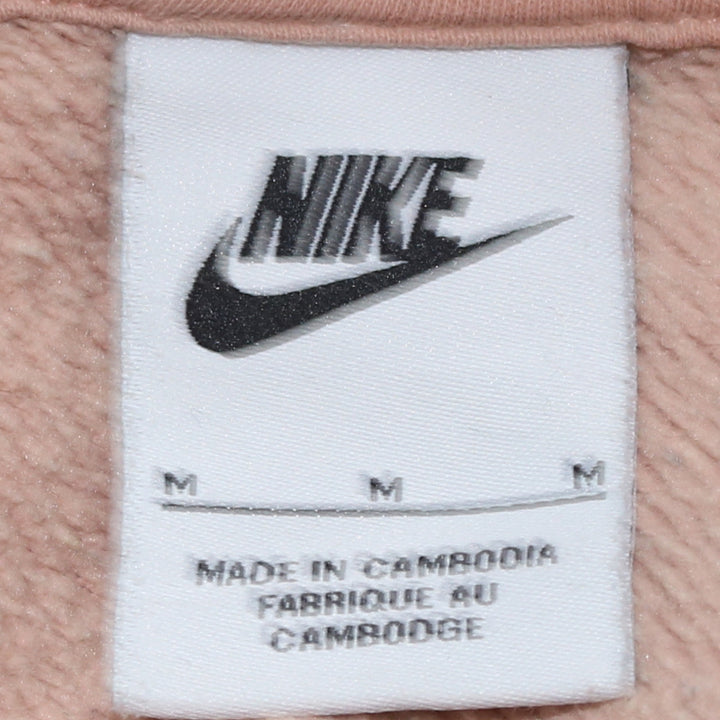 NIKE
M M M
MADE IN CAMBODIA
FABRIQUE AU
CAMBODGE